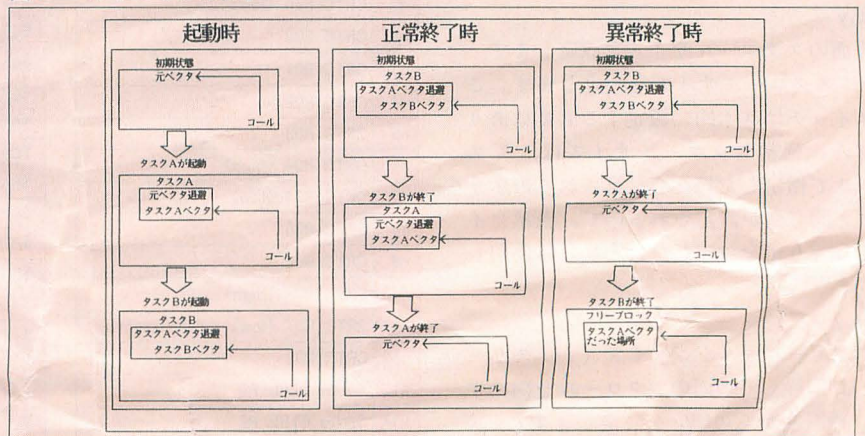 起動時
初期状態
元ベクタ
コール
タスクAが起動
タスクA
元ベクタ退避
タスクAベクタ
コール
タスクBが起動
タスクB
タスクAベクタ退避
タスクBベクタ
コール
正常終了時
初期状態
タスクB
タスクAベクタ退避
タスクBベクタ
コール
タスクBが終了
タスクA
元ベクタ退避
タスクAベクタ
コール
タスクAが終了
元ベクタ
コール
異常終了時
初期状態
タスクB
タスクAベクタ退避
タスクBベクタ
コール
タスクAが終了
元ベクタ
コール
タスクBが終了
フリーブロック
タスクAベクタ
だった場所
コール